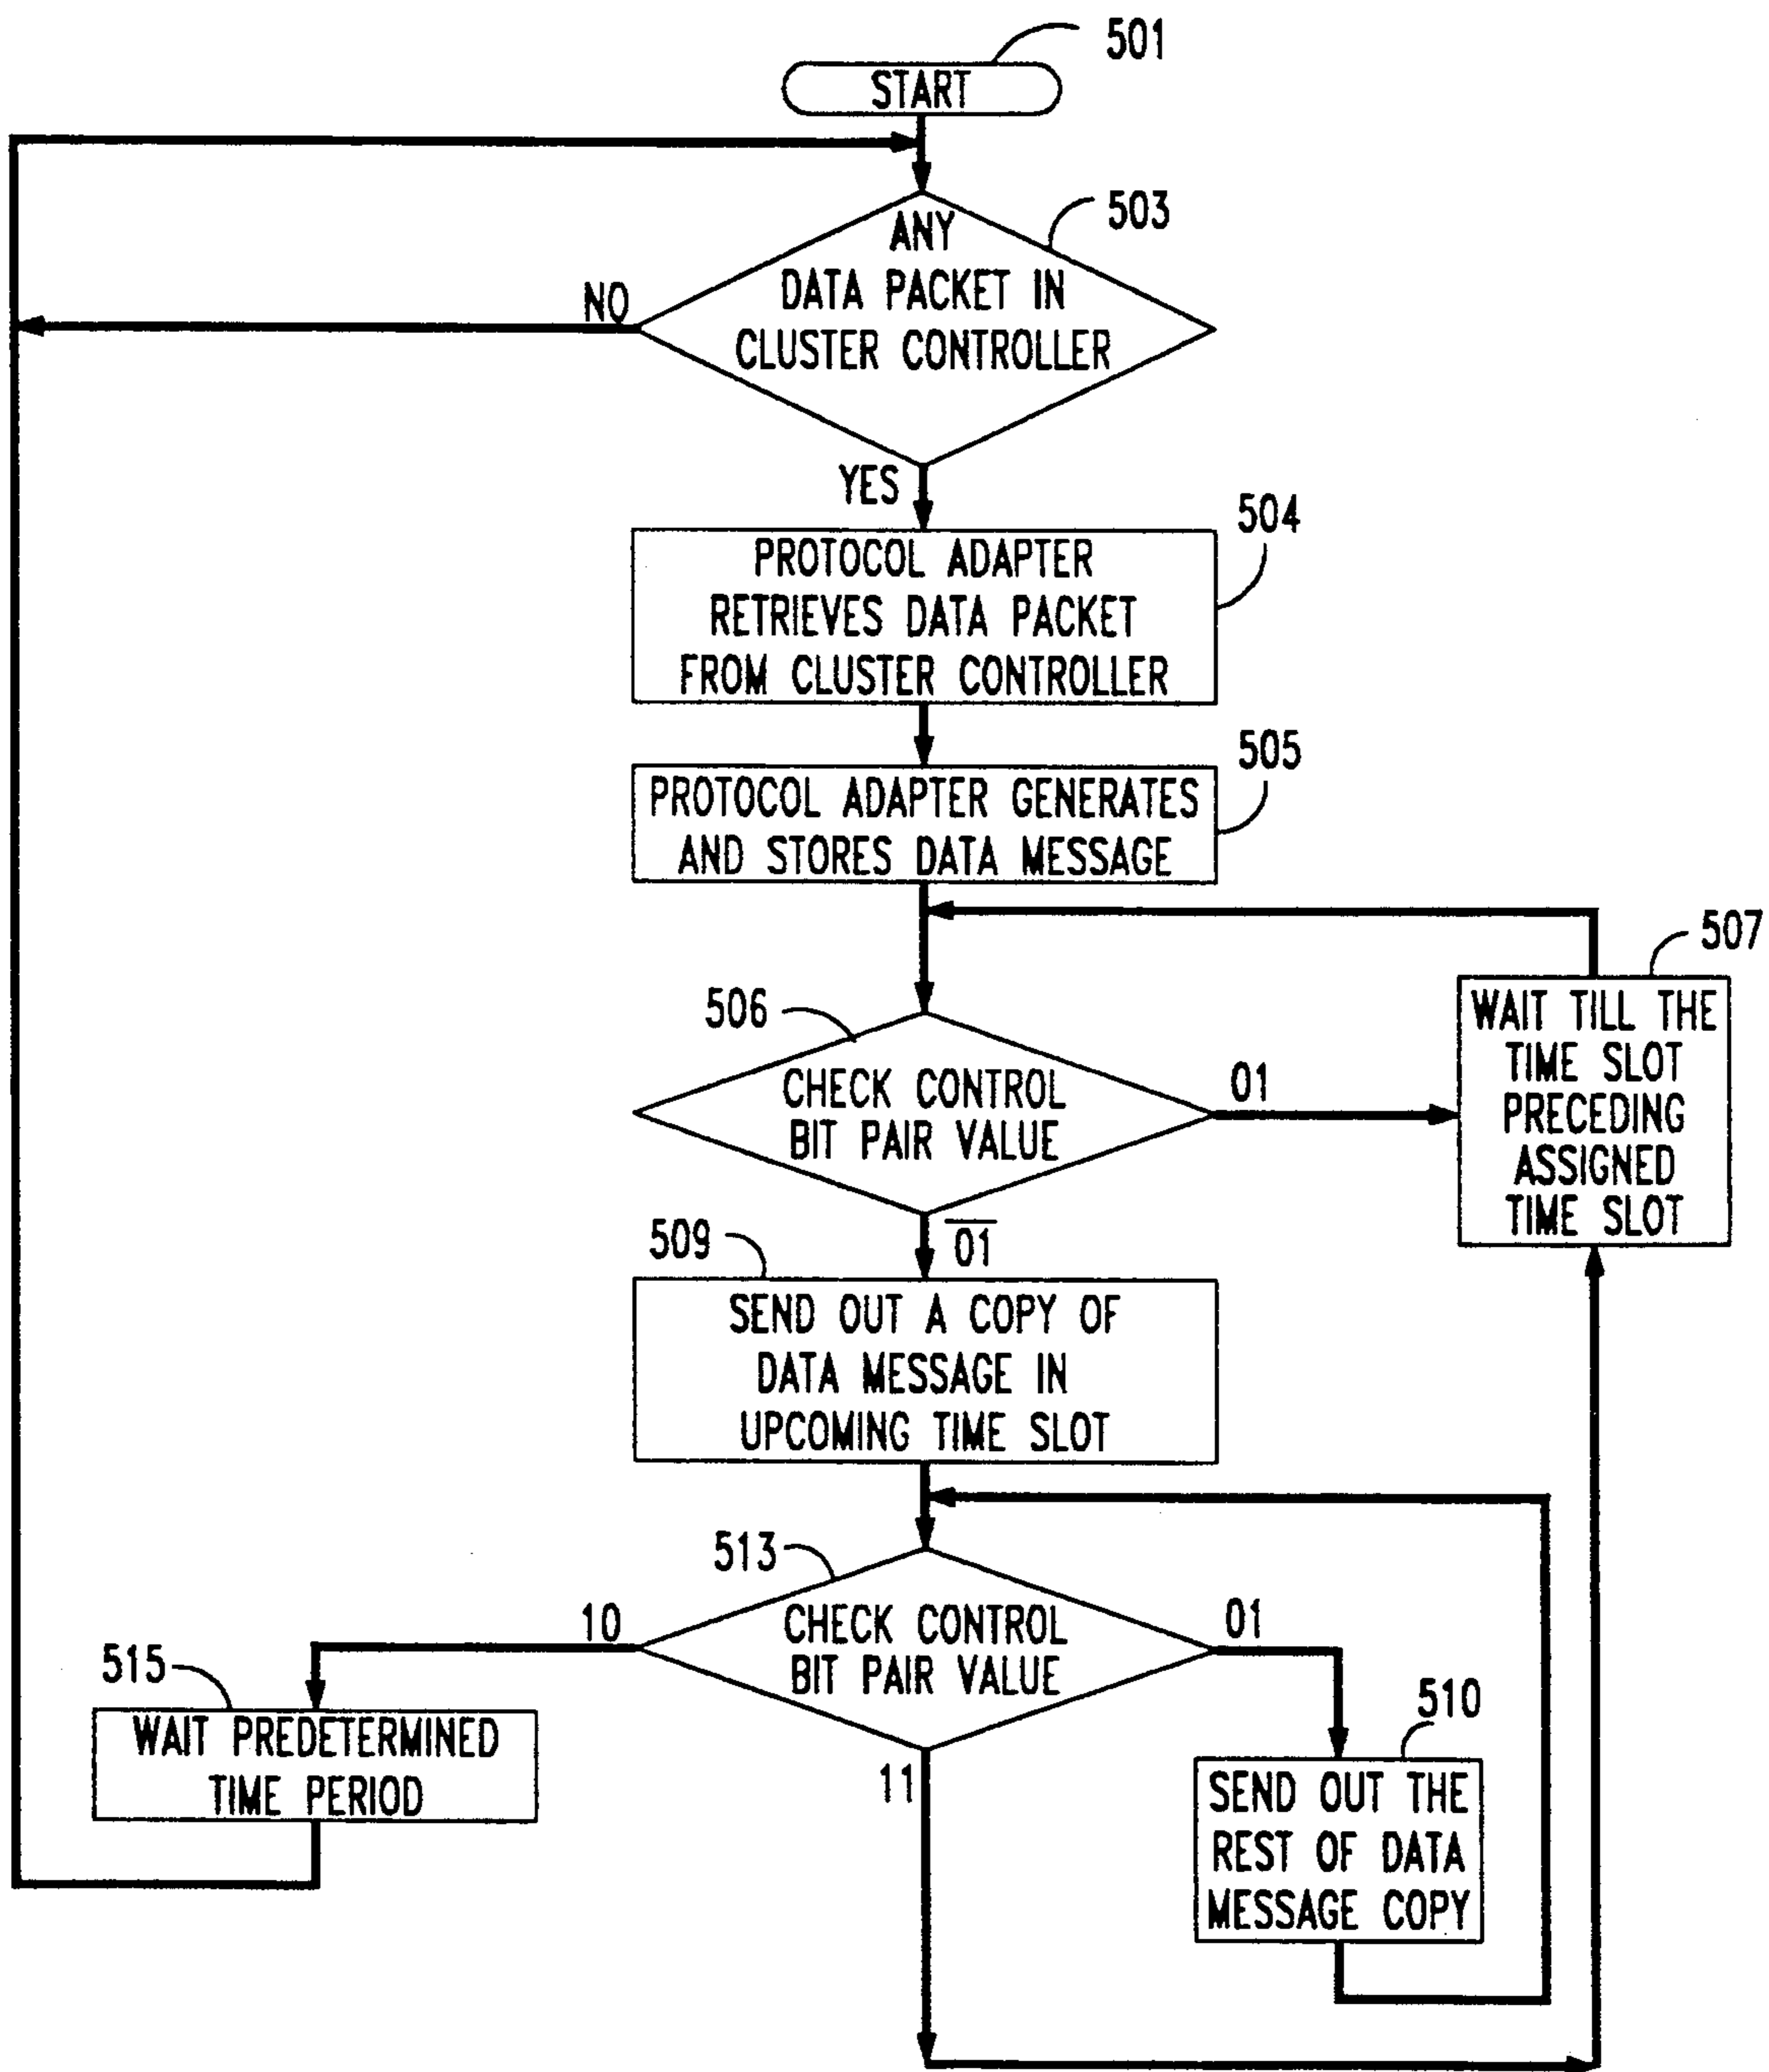 501
START
503
ANY
DATA PACKET IN
CLUSTER CONTROLLER
NO
YES
504
PROTOCOL ADAPTER
RETRIEVES DATA PACKET
FROM CLUSTER CONTROLLER
505
PROTOCOL ADAPTER GENERATES
AND STORES DATA MESSAGE
507
WAIT TILL THE
TIME SLOT
PRECEDING
ASSIGNED
TIME SLOT
506
CHECK CONTROL
BIT PAIR VALUE
01
0̅1̅
509
SEND OUT A COPY OF
DATA MESSAGE IN
UPCOMING TIME SLOT
513
CHECK CONTROL
BIT PAIR VALUE
10
01
11
515
WAIT PREDETERMINED
TIME PERIOD
510
SEND OUT THE
REST OF DATA
MESSAGE COPY